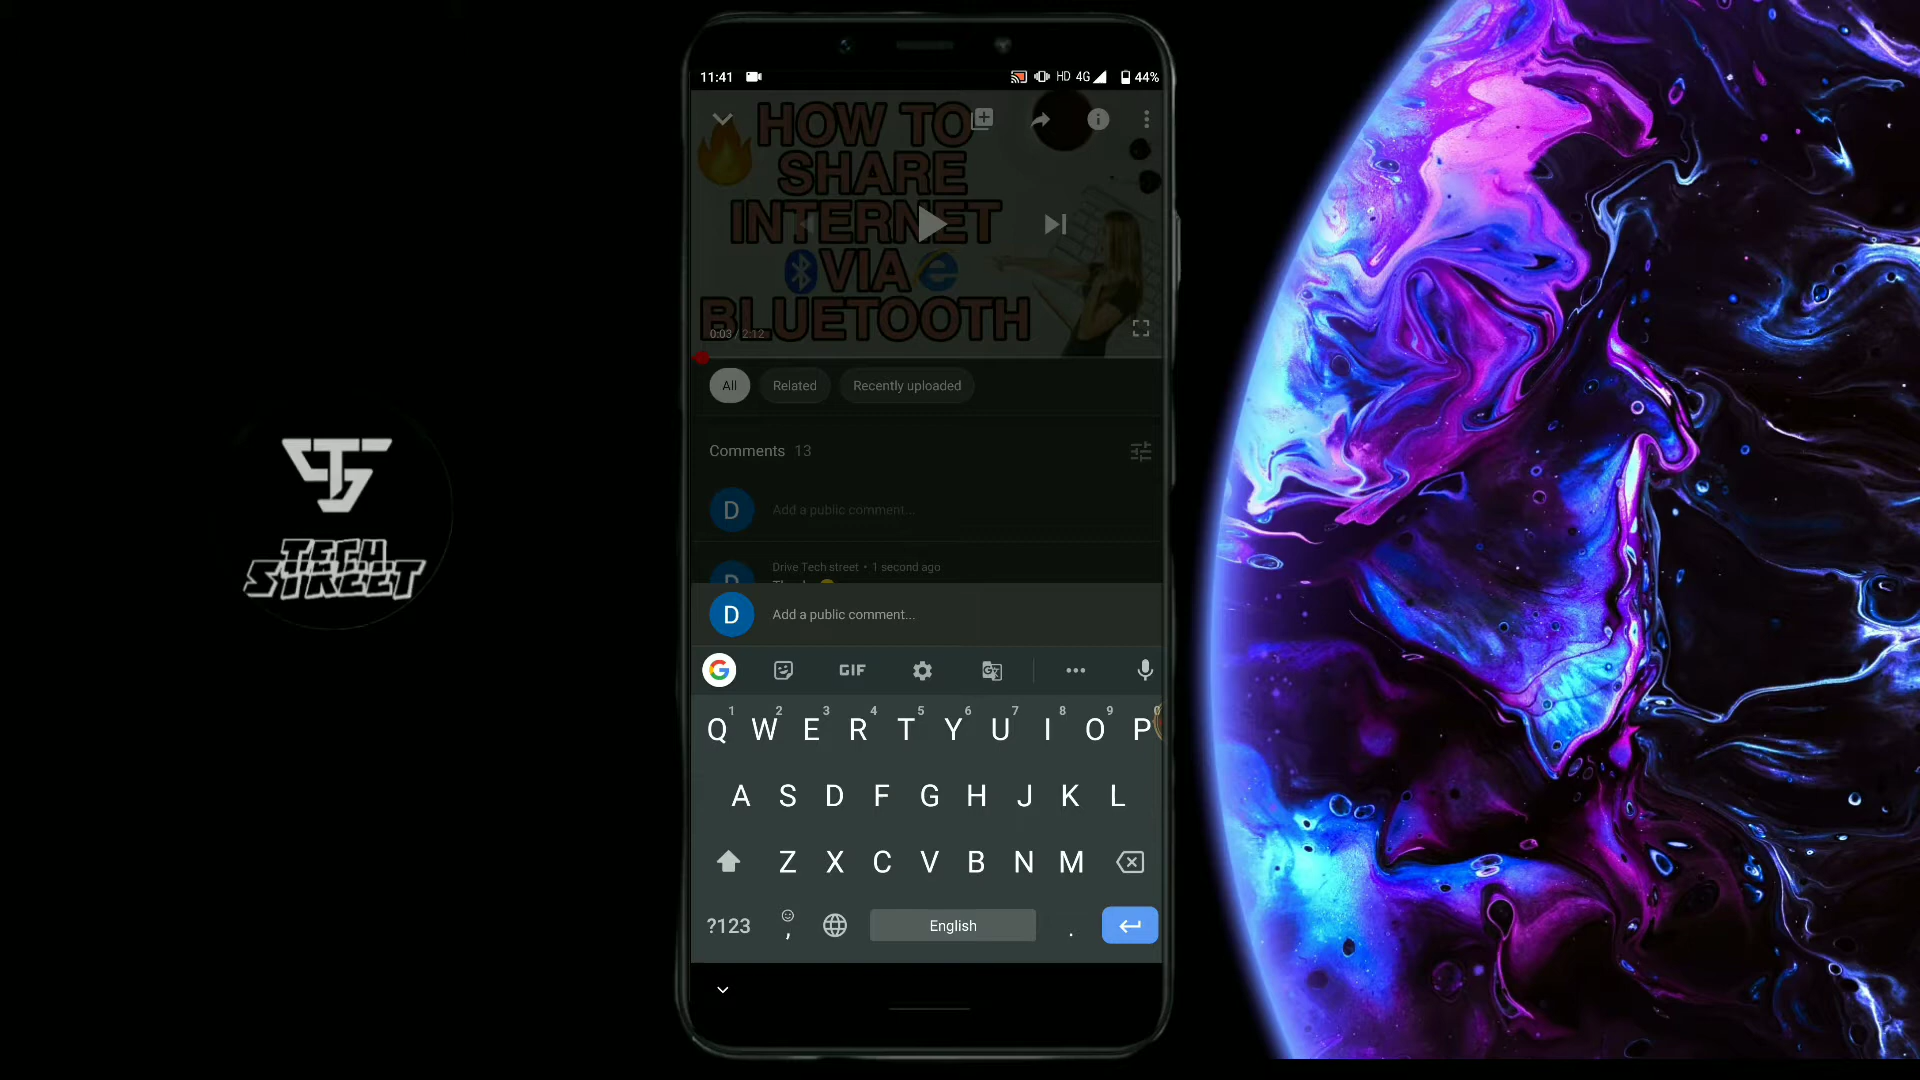 11:41
HD 4G 44%
HOW TO
SHARE
INTERNET
VIA
BLUETOOTH
0:03 / 2:12
All Related Recently uploaded
Comments 13
D Add a public comment...
Drive Tech street • 1 second ago
D Add a public comment...
G GIF
1 2 3 4 5 6 7 8 9 0
Q W E R T Y U I O P
A S D F G H J K L
Z X C V B N M
?123 , English .
TECH
STREET